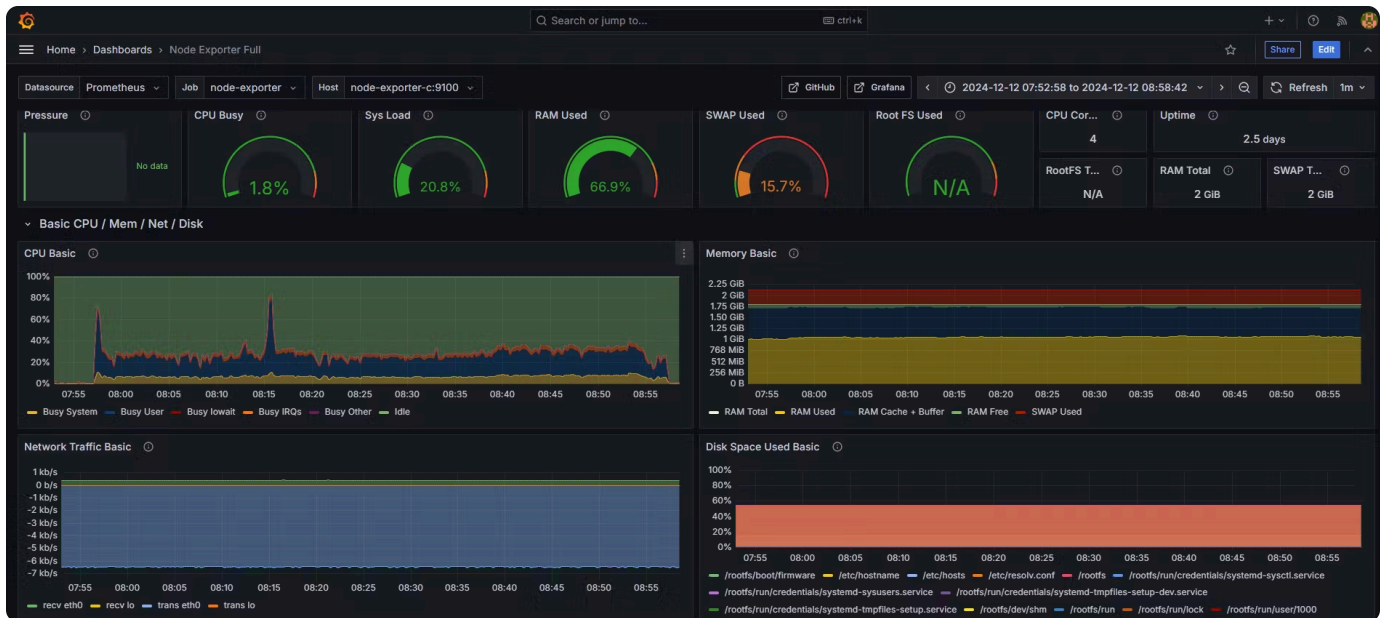 Search or jump to... ctrl+k
Home › Dashboards › Node Exporter Full Share Edit
Datasource Prometheus Job node-exporter Host node-exporter-c:9100 GitHub Grafana 2024-12-12 07:52:58 to 2024-12-12 08:58:42 Refresh 1m
Pressure CPU Busy Sys Load RAM Used SWAP Used Root FS Used CPU Cor... Uptime
No data 1.8% 20.8% 66.9% 15.7% N/A 4 2.5 days
RootFS T... RAM Total SWAP T...
N/A 2 GiB 2 GiB
Basic CPU / Mem / Net / Disk
CPU Basic
100%
80%
60%
40%
20%
0%
07:55 08:00 08:05 08:10 08:15 08:20 08:25 08:30 08:35 08:40 08:45 08:50 08:55
Busy System Busy User Busy Iowait Busy IRQs Busy Other Idle
Memory Basic
2.25 GiB
2 GiB
1.75 GiB
1.50 GiB
1.25 GiB
1 GiB
768 MiB
512 MiB
256 MiB
0 B
07:55 08:00 08:05 08:10 08:15 08:20 08:25 08:30 08:35 08:40 08:45 08:50 08:55
RAM Total RAM Used RAM Cache + Buffer RAM Free SWAP Used
Network Traffic Basic
1 kb/s
0 b/s
-1 kb/s
-2 kb/s
-3 kb/s
-4 kb/s
-5 kb/s
-6 kb/s
-7 kb/s
07:55 08:00 08:05 08:10 08:15 08:20 08:25 08:30 08:35 08:40 08:45 08:50 08:55
recv eth0 recv lo trans eth0 trans lo
Disk Space Used Basic
100%
80%
60%
40%
20%
0%
07:55 08:00 08:05 08:10 08:15 08:20 08:25 08:30 08:35 08:40 08:45 08:50 08:55
/rootfs/boot/firmware /etc/hostname /etc/hosts /etc/resolv.conf /rootfs /rootfs/run/credentials/systemd-sysctl.service
/rootfs/run/credentials/systemd-sysusers.service /rootfs/run/credentials/systemd-tmpfiles-setup-dev.service
/rootfs/run/credentials/systemd-tmpfiles-setup.service /rootfs/dev/shm /rootfs/run /rootfs/run/lock /rootfs/run/user/1000